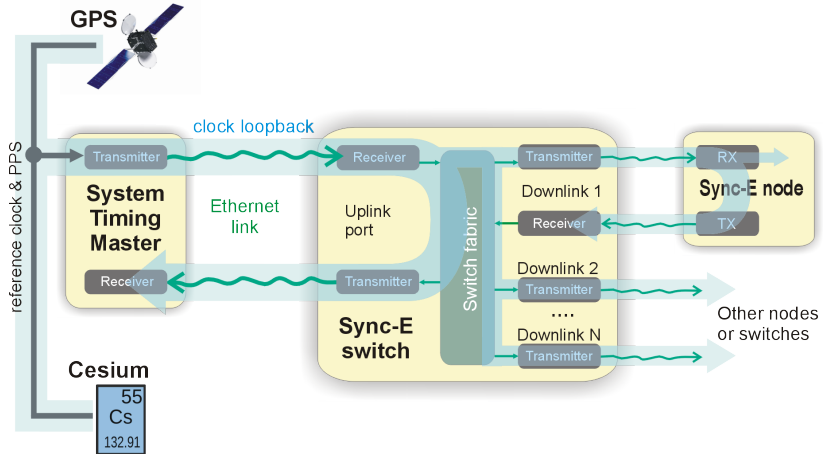 GPS
reference clock & PPS
clock loopback
Transmitter
System
Timing
Master
Receiver
Ethernet
link
Receiver
Uplink
port
Transmitter
Sync-E
switch
Switch fabric
Transmitter
Downlink 1
Receiver
Downlink 2
Transmitter
....
Downlink N
Transmitter
RX
Sync-E node
TX
Other nodes
or switches
Cesium
55
Cs
132.91